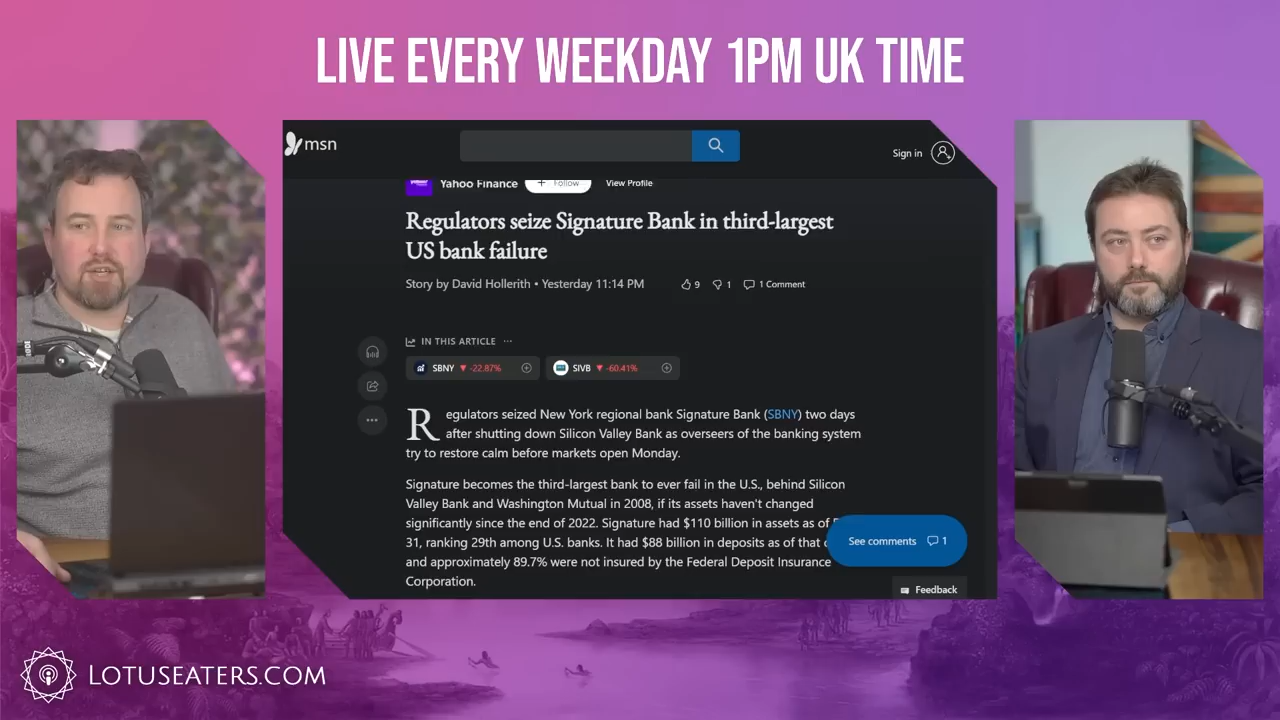 LIVE EVERY WEEKDAY 1PM UK TIME
msn
Sign in
Yahoo Finance
Follow
View Profile
Regulators seize Signature Bank in third-largest
US bank failure
Story by David Hollerith • Yesterday 11:14 PM
9
1
1 Comment
IN THIS ARTICLE ...
SBNY ▼ -22.87%
SIVB ▼ -60.41%
Regulators seized New York regional bank Signature Bank (SBNY) two days
after shutting down Silicon Valley Bank as overseers of the banking system
try to restore calm before markets open Monday.
Signature becomes the third-largest bank to ever fail in the U.S., behind Silicon
Valley Bank and Washington Mutual in 2008, if its assets haven't changed
significantly since the end of 2022. Signature had $110 billion in assets as of
31, ranking 29th among U.S. banks. It had $88 billion in deposits as of that
and approximately 89.7% were not insured by the Federal Deposit Insurance
Corporation.
See comments 1
Feedback
LOTUSEATERS.COM